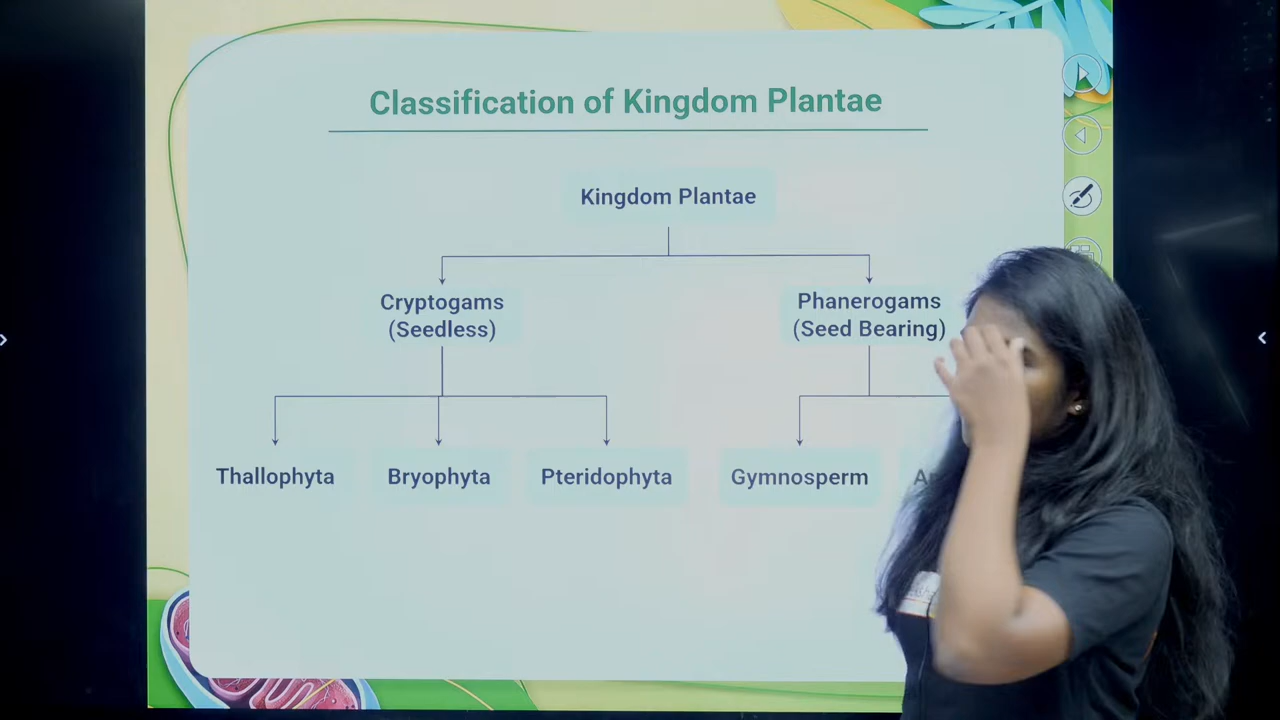 Classification of Kingdom Plantae
Kingdom Plantae
Cryptogams
(Seedless)
Phanerogams
(Seed Bearing)
Thallophyta
Bryophyta
Pteridophyta
Gymnosperm